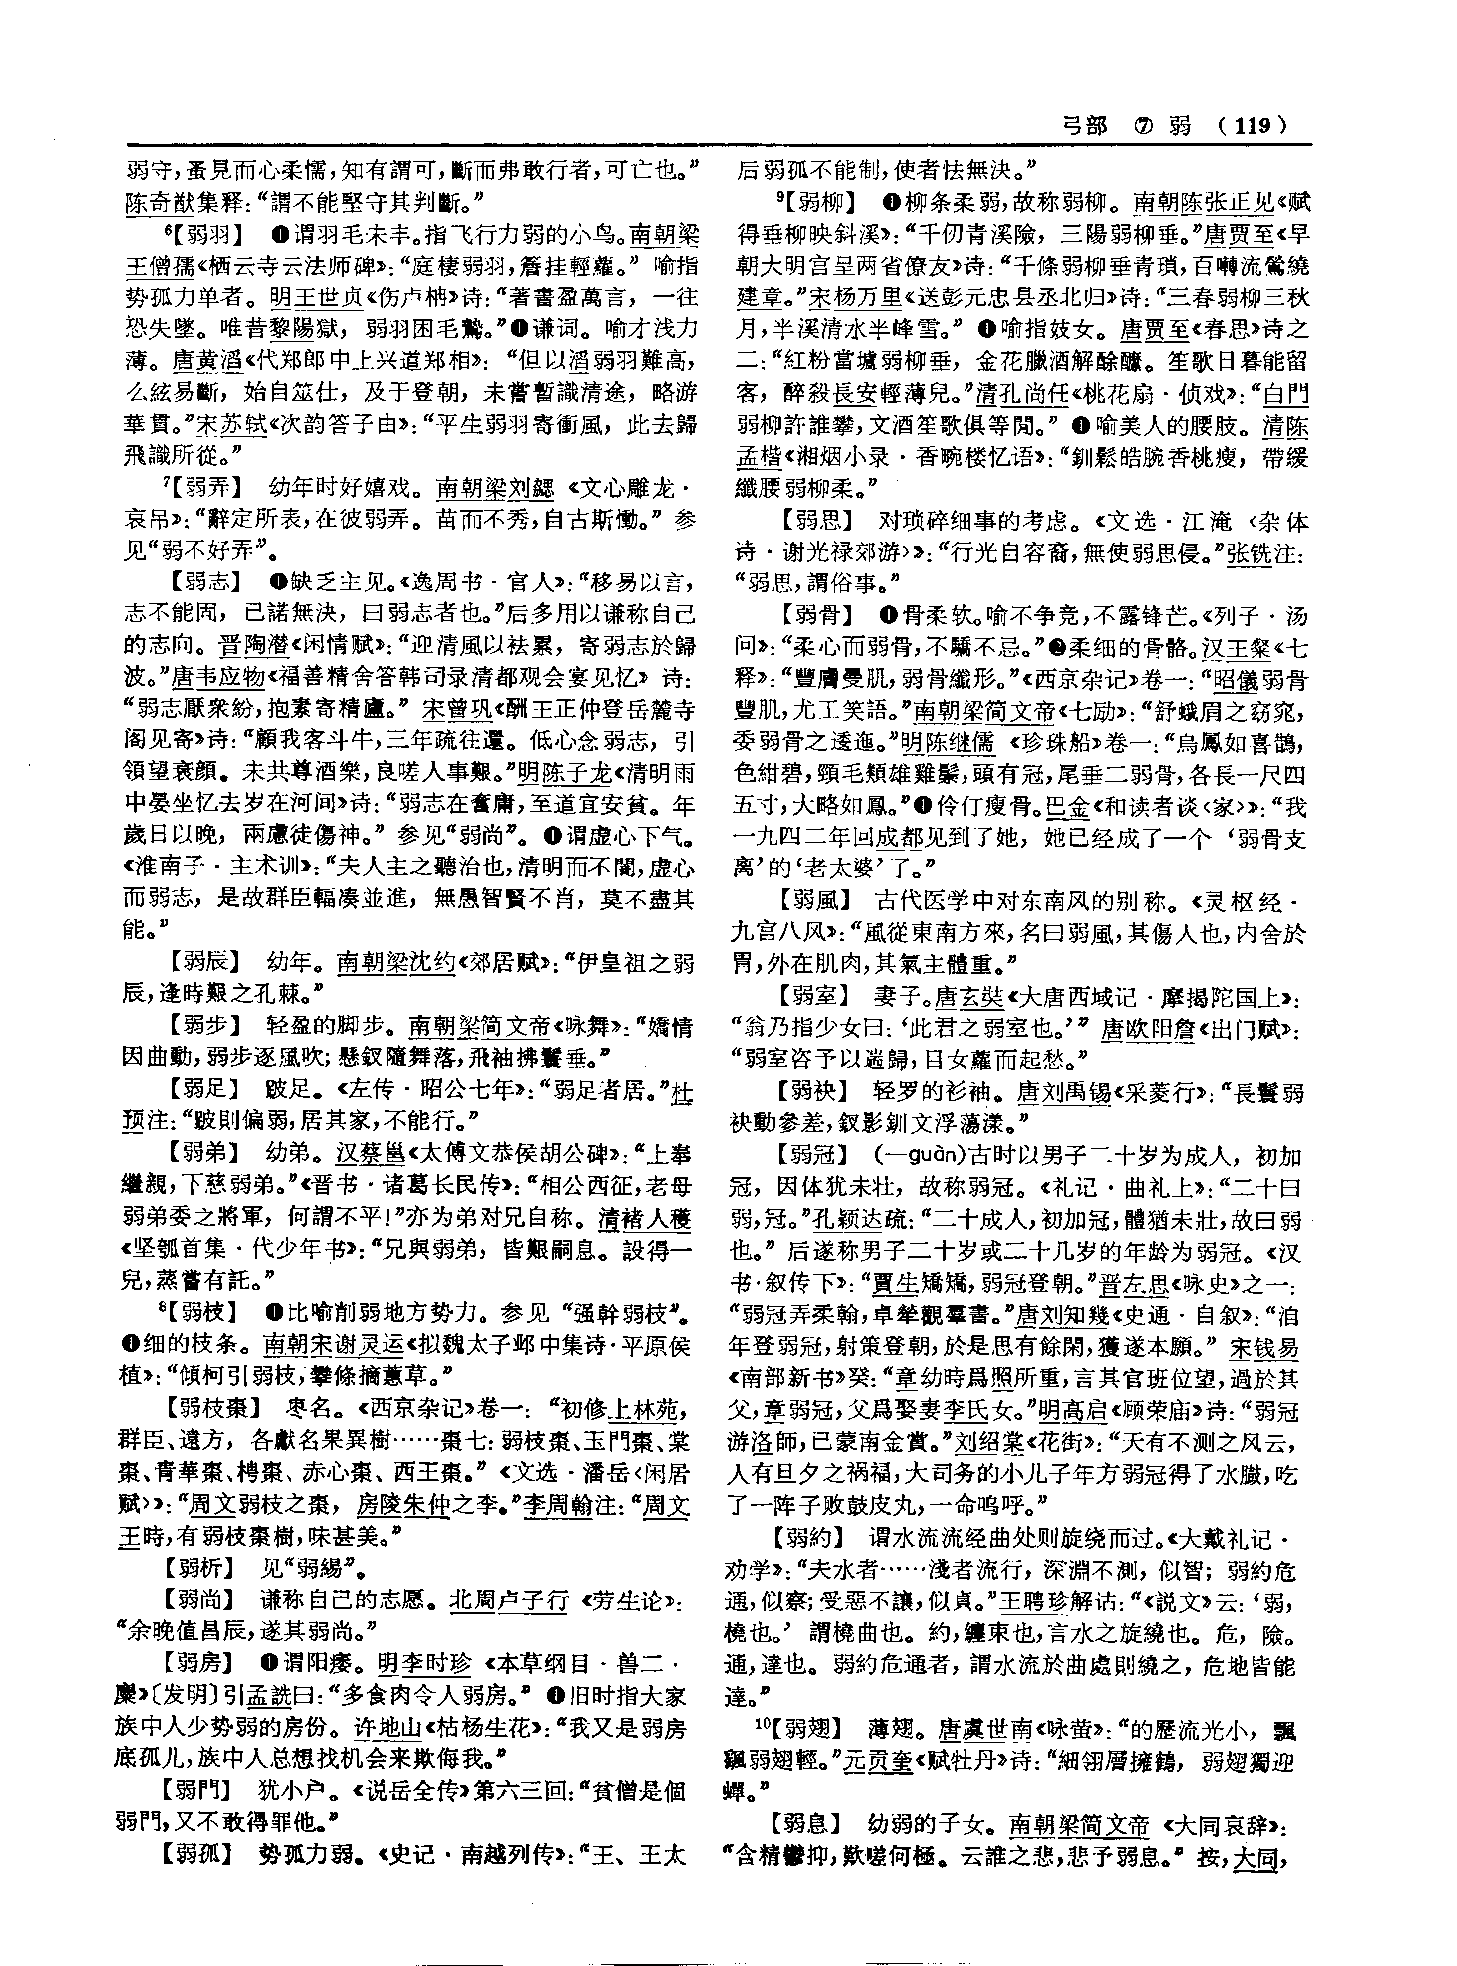 弓部 ⑦ 弱 (119)
弱守，蚤見而心柔懦，知有謂可，斷而弗敢行者，可亡也。”
陈奇猷集释：“謂不能堅守其判斷。”
6【弱羽】 ❶谓羽毛未丰。指飞行力弱的小鸟。南朝梁
王僧孺《栖云寺云法师碑》：“庭棲弱羽，簷挂輕蘿。” 喻指
势孤力单者。明王世贞《伤卢柟》诗：“著書盈萬言，一往
恐失墜。唯昔黎陽獄，弱羽困毛鷙。”❶谦词。喻才浅力
薄。唐黄滔《代郑郎中上兴道郑相》：“但以滔弱羽難高，
么絃易斷，始自筮仕，及于登朝，未嘗暫識清途，略游
華貫。”宋苏轼《次韵答子由》：“平生弱羽寄衝風，此去歸
飛識所從。”
7【弱弄】 幼年时好嬉戏。南朝梁刘勰《文心雕龙·
哀吊》：“辭定所表，在彼弱弄。苗而不秀，自古斯慟。” 参
见“弱不好弄”。
【弱志】 ❶缺乏主见。《逸周书·官人》：“移易以言，
志不能固，已諾無決，曰弱志者也。”后多用以谦称自己
的志向。晋陶潜《闲情赋》：“迎清風以袪累，寄弱志於歸
波。”唐韦应物《福善精舍答韩司录清都观会宴见忆》诗：
“弱志厭衆紛，抱素寄精廬。” 宋曾巩《酬王正仲登岳麓寺
阁见寄》诗：“顧我客斗牛，三年疏往還。低心念弱志，引
領望衰顔。未共尊酒樂，良嗟人事艱。”明陈子龙《清明雨
中晏坐忆去岁在河间》诗：“弱志在奮庸，至道宜安貧。年
歲日以晚，兩慮徒傷神。” 参见“弱尚”。❶谓虚心下气。
《淮南子·主术训》：“夫人主之聽治也，清明而不闇，虚心
而弱志，是故群臣輻湊並進，無愚智賢不肖，莫不盡其
能。”
【弱辰】 幼年。南朝梁沈约《郊居赋》：“伊皇祖之弱
辰，逢時艱之孔棘。”
【弱步】 轻盈的脚步。南朝梁简文帝《咏舞》：“嬌情
因曲動，弱步逐風吹；懸釵隨舞落，飛袖拂鬟垂。”
【弱足】 跛足。《左传·昭公七年》：“弱足者居。”杜
预注：“跛則偏弱，居其家，不能行。”
【弱弟】 幼弟。汉蔡邕《太傅文恭侯胡公碑》：“上奉
繼親，下慈弱弟。”《晋书·诸葛长民传》：“相公西征，老母
弱弟委之將軍，何謂不平！”亦为弟对兄自称。清褚人穫
《坚瓠首集·代少年书》：“兄與弱弟，皆艱嗣息。設得一
兒，蒸嘗有託。”
8【弱枝】 ❶比喻削弱地方势力。参见“强幹弱枝”。
❶细的枝条。南朝宋谢灵运《拟魏太子邺中集诗·平原侯
植》：“傾柯引弱枝，攀條摘蕙草。”
【弱枝棗】 枣名。《西京杂记》卷一：“初修上林苑，
群臣、遠方，各獻名果異樹……棗七：弱枝棗、玉門棗、棠
棗、青華棗、梬棗、赤心棗、西王棗。”《文选·潘岳〈闲居
赋〉》：“周文弱枝之棗，房陵朱仲之李。”李周翰注：“周文
王時，有弱枝棗樹，味甚美。”
【弱析】 见“弱緆”。
【弱尚】 谦称自己的志愿。北周卢子行《劳生论》：
“余晚值昌辰，遂其弱尚。”
【弱房】 ❶谓阳痿。明李时珍《本草纲目·兽二·
麋》〔发明〕引孟詵曰：“多食肉令人弱房。” ❶旧时指大家
族中人少势弱的房份。许地山《枯杨生花》：“我又是弱房
底孤儿，族中人总想找机会来欺侮我。”
【弱門】 犹小户。《说岳全传》第六三回：“貧僧是個
弱門，又不敢得罪他。”
【弱孤】 势孤力弱。《史记·南越列传》：“王、王太
后弱孤不能制，使者怯無決。”
9【弱柳】 ❶柳条柔弱，故称弱柳。南朝陈张正见《赋
得垂柳映斜溪》：“千仞青溪險，三陽弱柳垂。”唐贾至《早
朝大明宫呈两省僚友》诗：“千條弱柳垂青瑣，百囀流鶯繞
建章。”宋杨万里《送彭元忠县丞北归》诗：“三春弱柳三秋
月，半溪清水半峰雪。” ❶喻指妓女。唐贾至《春思》诗之
二：“紅粉當壚弱柳垂，金花臘酒解酴醾。笙歌日暮能留
客，醉殺長安輕薄兒。”清孔尚任《桃花扇·侦戏》：“白門
弱柳許誰攀，文酒笙歌俱等閒。” ❶喻美人的腰肢。清陈
孟楷《湘烟小录·香畹楼忆语》：“釧鬆皓腕香桃瘦，帶緩
纖腰弱柳柔。”
【弱思】 对琐碎细事的考虑。《文选·江淹〈杂体
诗·谢光禄郊游〉》：“行光自容裔，無使弱思侵。”张铣注：
“弱思，謂俗事。”
【弱骨】 ❶骨柔软。喻不争竞，不露锋芒。《列子·汤
问》：“柔心而弱骨，不驕不忌。”❷柔细的骨骼。汉王粲《七
释》：“豐膚曼肌，弱骨纖形。”《西京杂记》卷一：“昭儀弱骨
豐肌，尤工笑語。”南朝梁简文帝《七励》：“舒蛾眉之窈窕，
委弱骨之逶迤。”明陈继儒《珍珠船》卷一：“鳥鳳如喜鵲，
色紺碧，頸毛類雄雞鬃，頭有冠，尾垂二弱骨，各長一尺四
五寸，大略如鳳。”❶伶仃瘦骨。巴金《和读者谈〈家〉》：“我
一九四二年回成都见到了她，她已经成了一个‘弱骨支
离’的‘老太婆’了。”
【弱風】 古代医学中对东南风的别称。《灵枢经·
九宫八风》：“風從東南方來，名曰弱風，其傷人也，内舍於
胃，外在肌肉，其氣主體重。”
【弱室】 妻子。唐玄奘《大唐西域记·摩揭陀国上》：
“翁乃指少女曰：‘此君之弱室也。’” 唐欧阳詹《出门赋》：
“弱室咨予以遄歸，日女蘿而起愁。”
【弱袂】 轻罗的衫袖。唐刘禹锡《采菱行》：“長鬟弱
袂動參差，釵影釧文浮蕩漾。”
【弱冠】 (—guàn)古时以男子二十岁为成人，初加
冠，因体犹未壮，故称弱冠。《礼记·曲礼上》：“二十曰
弱，冠。”孔颖达疏：“二十成人，初加冠，體猶未壯，故曰弱
也。” 后遂称男子二十岁或二十几岁的年龄为弱冠。《汉
书·叙传下》：“賈生矯矯，弱冠登朝。”晋左思《咏史》之一：
“弱冠弄柔翰，卓犖觀羣書。”唐刘知幾《史通·自叙》：“洎
年登弱冠，射策登朝，於是思有餘閑，獲遂本願。” 宋钱易
《南部新书》癸：“章幼時爲照所重，言其官班位望，過於其
父，章弱冠，父爲娶妻李氏女。”明高启《顾荣庙》诗：“弱冠
游洛師，已蒙南金賞。”刘绍棠《花街》：“天有不测之风云，
人有旦夕之祸福，大司务的小儿子年方弱冠得了水臌，吃
了一阵子败鼓皮丸，一命呜呼。”
【弱約】 谓水流流经曲处则旋绕而过。《大戴礼记·
劝学》：“夫水者……淺者流行，深淵不測，似智；弱約危
通，似察；受惡不讓，似貞。”王聘珍解诂：“《説文》云：‘弱，
橈也。’謂橈曲也。約，纏束也，言水之旋繞也。危，險。
通，達也。弱約危通者，謂水流於曲處則繞之，危地皆能
達。”
10【弱翅】 薄翅。唐虞世南《咏萤》：“的歷流光小，飄
飖弱翅輕。”元贡奎《赋牡丹》诗：“細翎層擁鶴，弱翅獨迎
蟬。”
【弱息】 幼弱的子女。南朝梁简文帝《大同哀辞》：
“含精鬱抑，歎嗟何極。云誰之悲，悲予弱息。” 按，大同，